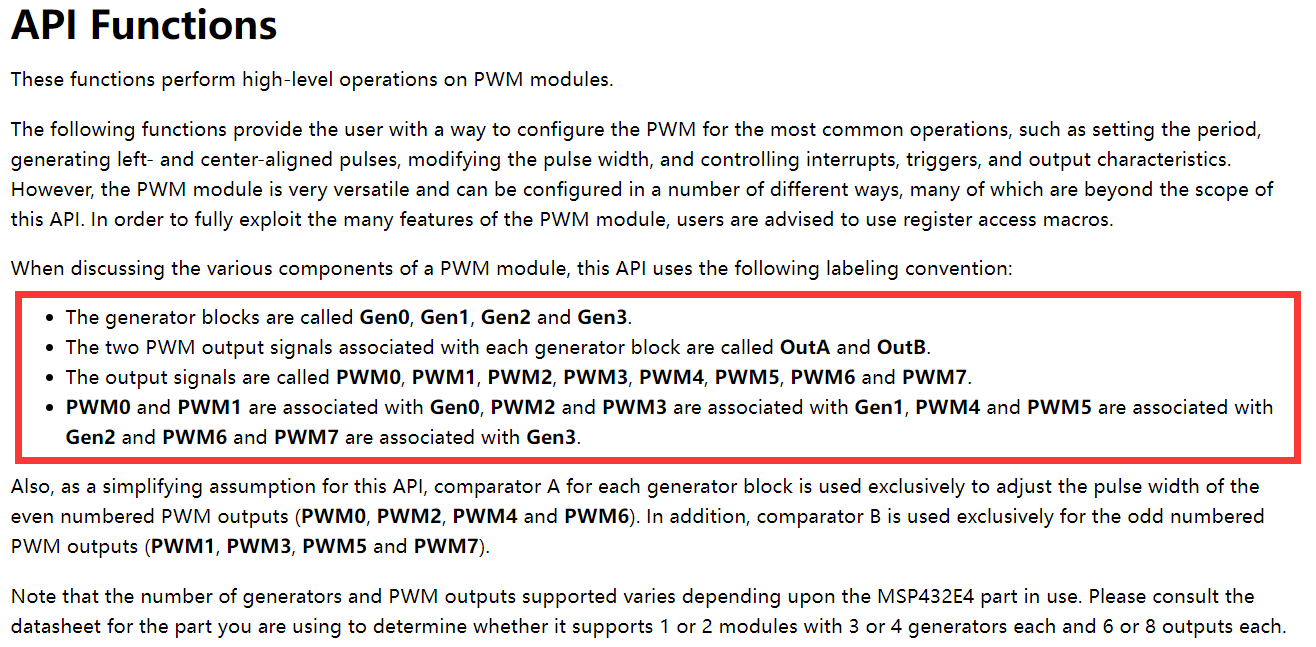 API Functions
These functions perform high-level operations on PWM modules.
The following functions provide the user with a way to configure the PWM for the most common operations, such as setting the period,
generating left- and center-aligned pulses, modifying the pulse width, and controlling interrupts, triggers, and output characteristics.
However, the PWM module is very versatile and can be configured in a number of different ways, many of which are beyond the scope of
this API. In order to fully exploit the many features of the PWM module, users are advised to use register access macros.
When discussing the various components of a PWM module, this API uses the following labeling convention:
• The generator blocks are called Gen0, Gen1, Gen2 and Gen3.
• The two PWM output signals associated with each generator block are called OutA and OutB.
• The output signals are called PWM0, PWM1, PWM2, PWM3, PWM4, PWM5, PWM6 and PWM7.
• PWM0 and PWM1 are associated with Gen0, PWM2 and PWM3 are associated with Gen1, PWM4 and PWM5 are associated with
Gen2 and PWM6 and PWM7 are associated with Gen3.
Also, as a simplifying assumption for this API, comparator A for each generator block is used exclusively to adjust the pulse width of the
even numbered PWM outputs (PWM0, PWM2, PWM4 and PWM6). In addition, comparator B is used exclusively for the odd numbered
PWM outputs (PWM1, PWM3, PWM5 and PWM7).
Note that the number of generators and PWM outputs supported varies depending upon the MSP432E4 part in use. Please consult the
datasheet for the part you are using to determine whether it supports 1 or 2 modules with 3 or 4 generators each and 6 or 8 outputs each.